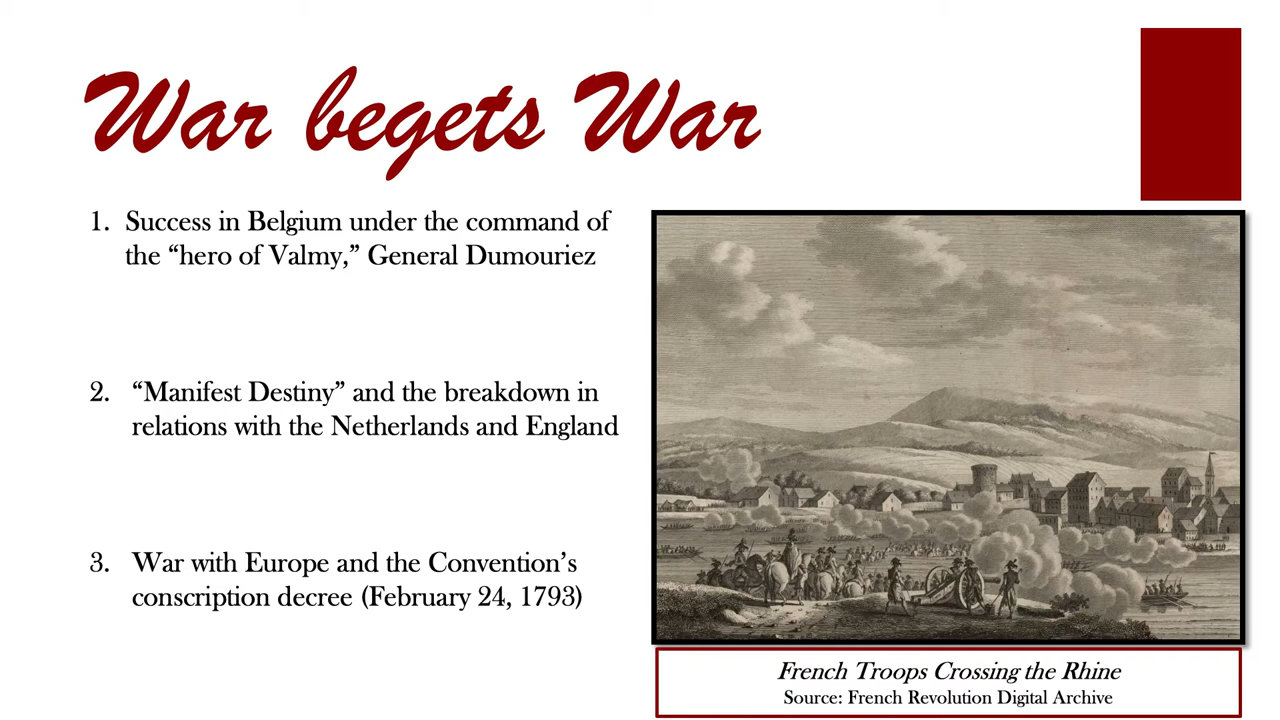 War begets War
1. Success in Belgium under the command of
the “hero of Valmy,” General Dumouriez
2. “Manifest Destiny” and the breakdown in
relations with the Netherlands and England
3. War with Europe and the Convention’s
conscription decree (February 24, 1793)
French Troops Crossing the Rhine
Source: French Revolution Digital Archive